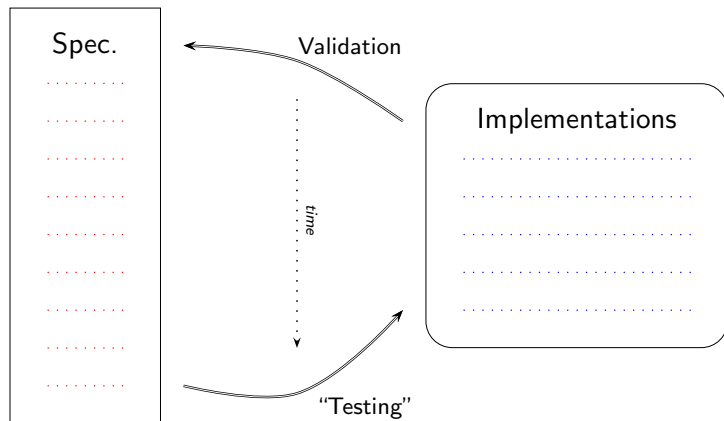 Spec.
Validation
Implementations
time
“Testing”